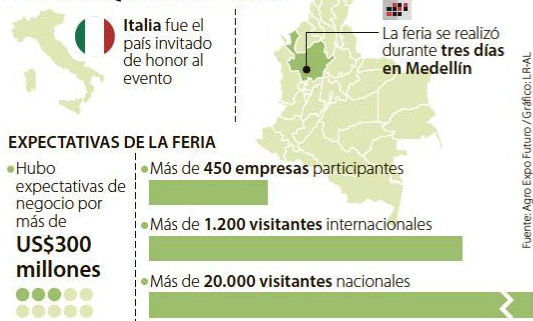 Italia fue el
país invitado
de honor al
evento
La feria se realizó
durante tres días
en Medellín
EXPECTATIVAS DE LA FERIA
Hubo
expectativas de
negocio por
más de
US$300
millones
Más de 450 empresas participantes
Más de 1.200 visitantes internacionales
Más de 20.000 visitantes nacionales
Fuente: Agro Expo Futuro / Gráfico: LR-AL